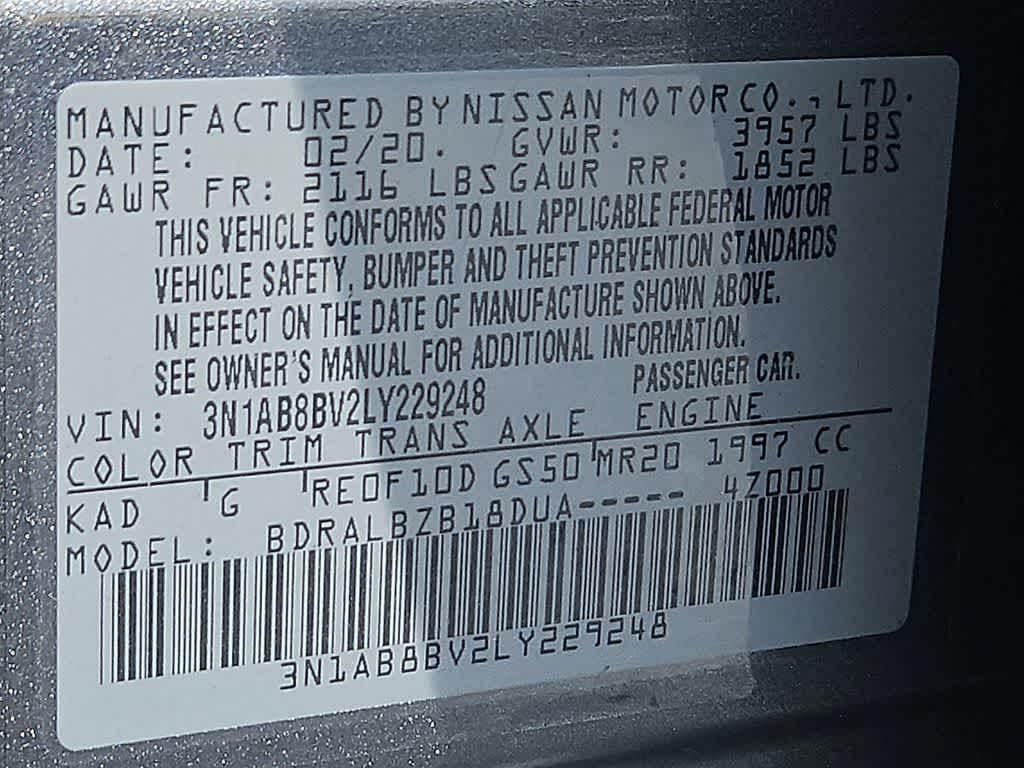 MANUFACTURED BY NISSAN MOTOR CO., LTD.
DATE: 02/20. GVWR: 3957 LBS
GAWR FR: 2116 LBS GAWR RR: 1852 LBS
THIS VEHICLE CONFORMS TO ALL APPLICABLE FEDERAL MOTOR
VEHICLE SAFETY, BUMPER AND THEFT PREVENTION STANDARDS
IN EFFECT ON THE DATE OF MANUFACTURE SHOWN ABOVE.
SEE OWNER'S MANUAL FOR ADDITIONAL INFORMATION.
VIN: 3N1AB8BV2LY229248 PASSENGER CAR.
COLOR TRIM TRANS AXLE ENGINE
KAD G RE0F10D GS50 MR20 1997 CC
MODEL: BDRALBZB18DUA----- 4Z000
3N1AB8BV2LY229248